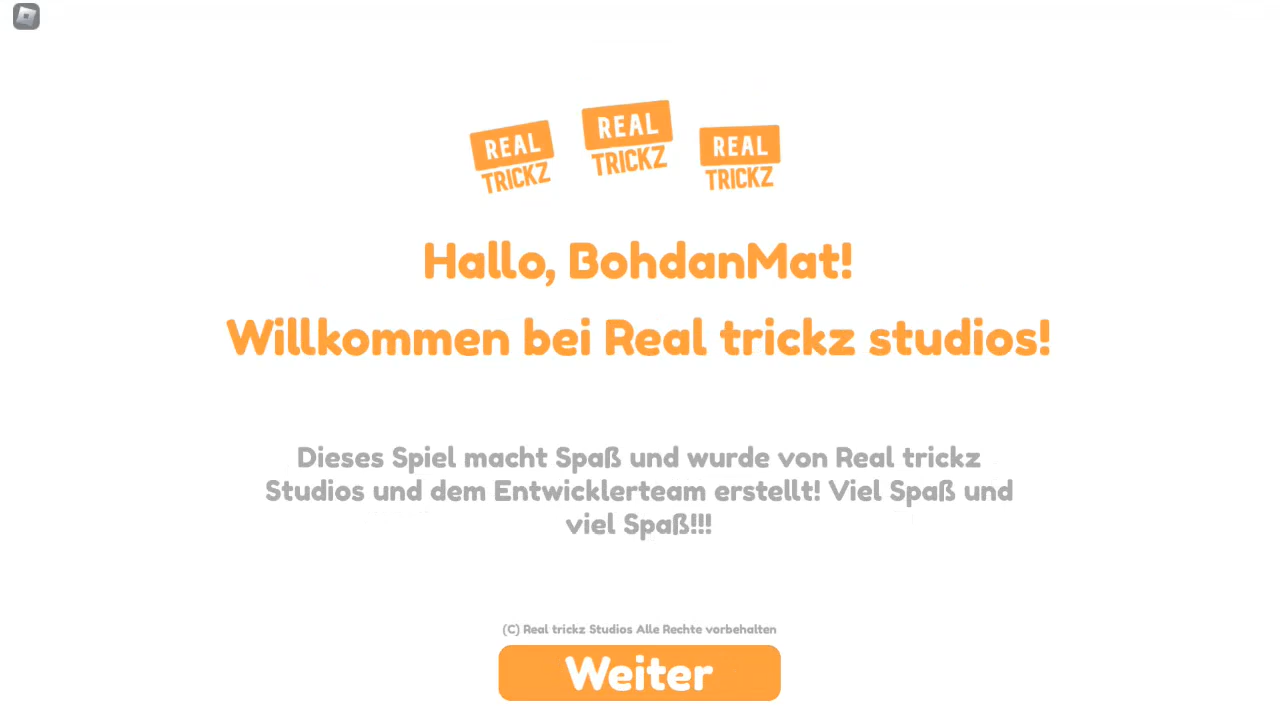 REAL TRICKZ
REAL TRICKZ
REAL TRICKZ
Hallo, BohdanMat!
Willkommen bei Real trickz studios!
Dieses Spiel macht Spaß und wurde von Real trickz
Studios und dem Entwicklerteam erstellt! Viel Spaß und
viel Spaß!!!
(C) Real trickz Studios Alle Rechte vorbehalten
Weiter